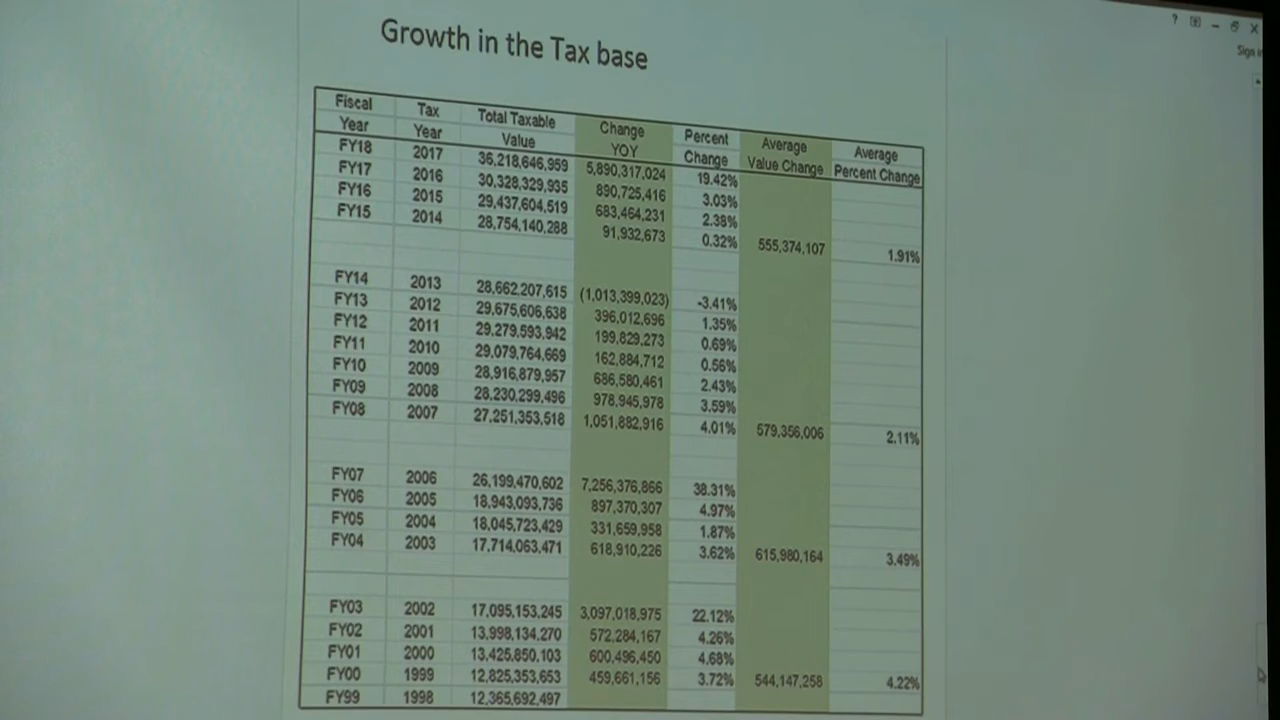 ? 
Sign
Growth in the Tax base
Fiscal Year Tax Year Total Taxable Value Change YOY Percent Change Average Value Change Average Percent Change
FY18 2017 36,218,646,959 5,890,317,024 19.42%
FY17 2016 30,328,329,935 890,725,416 3.03%
FY16 2015 29,437,604,519 683,464,231 2.38%
FY15 2014 28,754,140,288 91,932,673 0.32% 555,374,107 1.91%
FY14 2013 28,662,207,615 (1,013,399,023) -3.41%
FY13 2012 29,675,606,638 396,012,696 1.35%
FY12 2011 29,279,593,942 199,829,273 0.69%
FY11 2010 29,079,764,669 162,884,712 0.56%
FY10 2009 28,916,879,957 686,580,461 2.43%
FY09 2008 28,230,299,496 978,945,978 3.59%
FY08 2007 27,251,353,518 1,051,882,916 4.01% 579,356,006 2.11%
FY07 2006 26,199,470,602 7,256,376,866 38.31%
FY06 2005 18,943,093,736 897,370,307 4.97%
FY05 2004 18,045,723,429 331,659,958 1.87%
FY04 2003 17,714,063,471 618,910,226 3.62% 615,980,164 3.49%
FY03 2002 17,095,153,245 3,097,018,975 22.12%
FY02 2001 13,998,134,270 572,284,167 4.26%
FY01 2000 13,425,850,103 600,496,450 4.68%
FY00 1999 12,825,353,653 459,661,156 3.72% 544,147,258 4.22%
FY99 1998 12,365,692,497